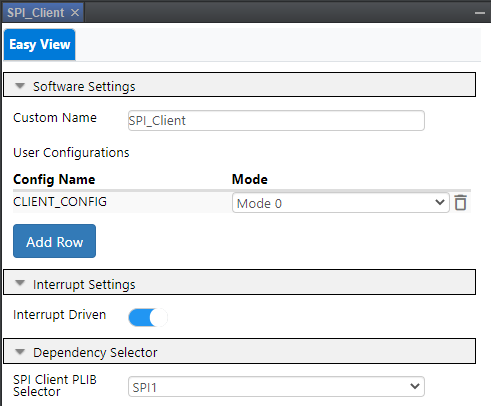 SPI_Client ×
Easy View
Software Settings
Custom Name SPI_Client
User Configurations
Config Name Mode
CLIENT_CONFIG Mode 0
Add Row
Interrupt Settings
Interrupt Driven
Dependency Selector
SPI Client PLIB
Selector SPI1